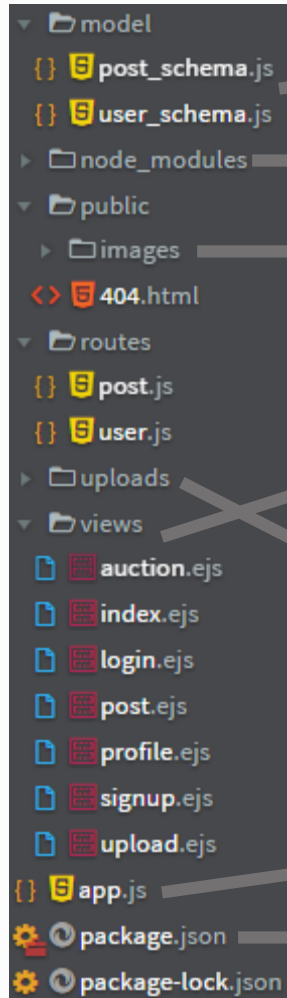 model
post_schema.js
user_schema.js
node_modules
public
images
404.html
routes
post.js
user.js
uploads
views
auction.ejs
index.ejs
login.ejs
post.ejs
profile.ejs
signup.ejs
upload.ejs
app.js
package.json
package-lock.json